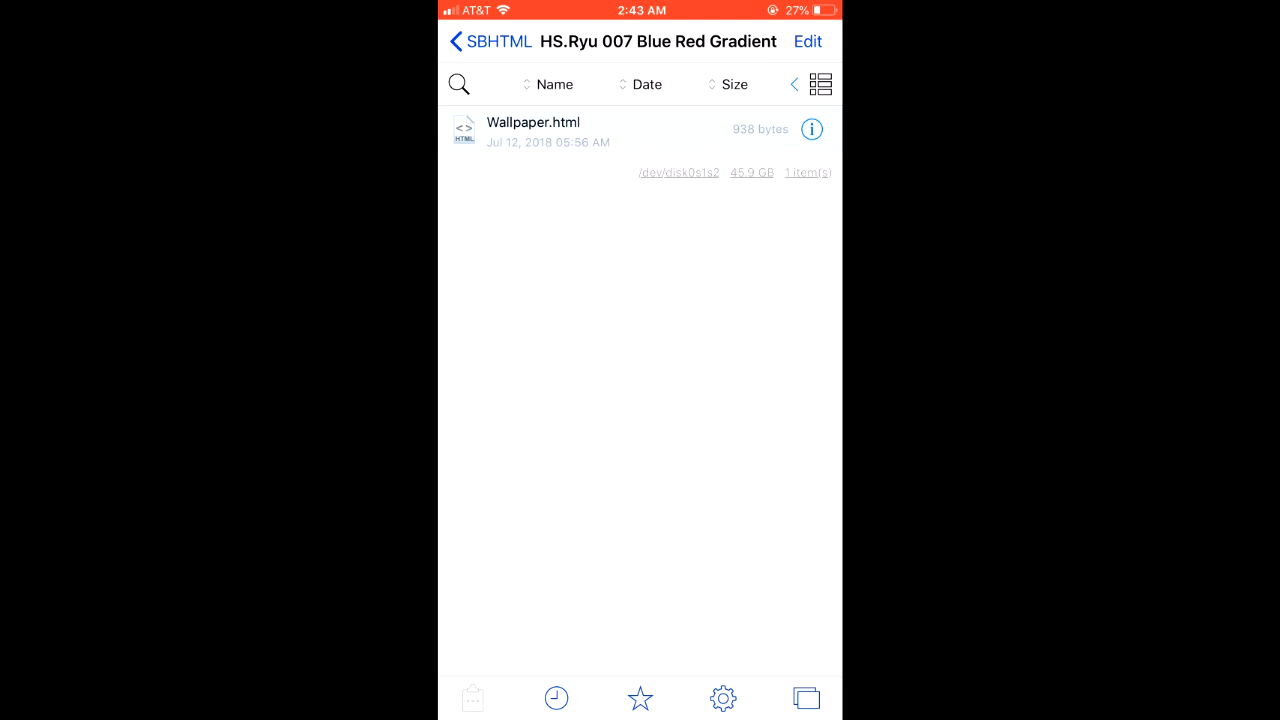 AT&T 2:43 AM 27%
SBHTML HS.Ryu 007 Blue Red Gradient Edit
Name Date Size
Wallpaper.html
938 bytes
HTML
Jul 12, 2018 05:56 AM
/dev/disk0s1s2 45.9 GB 1 item(s)